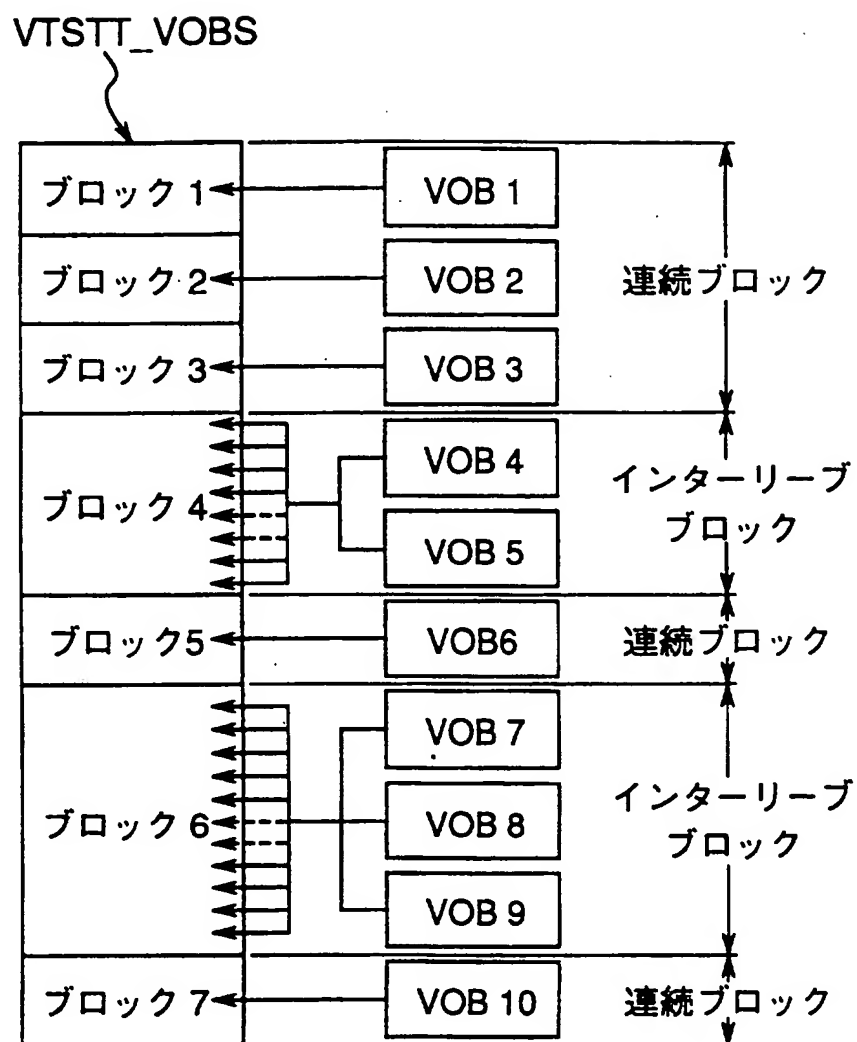 VTSTT_VOBS
ブロック 1
VOB 1
ブロック 2
VOB 2
連続ブロック
ブロック 3
VOB 3
ブロック 4
VOB 4
VOB 5
インターリーブ
ブロック
ブロック5
VOB6
連続ブロック
ブロック 6
VOB 7
VOB 8
VOB 9
インターリーブ
ブロック
ブロック 7
VOB 10
連続ブロック